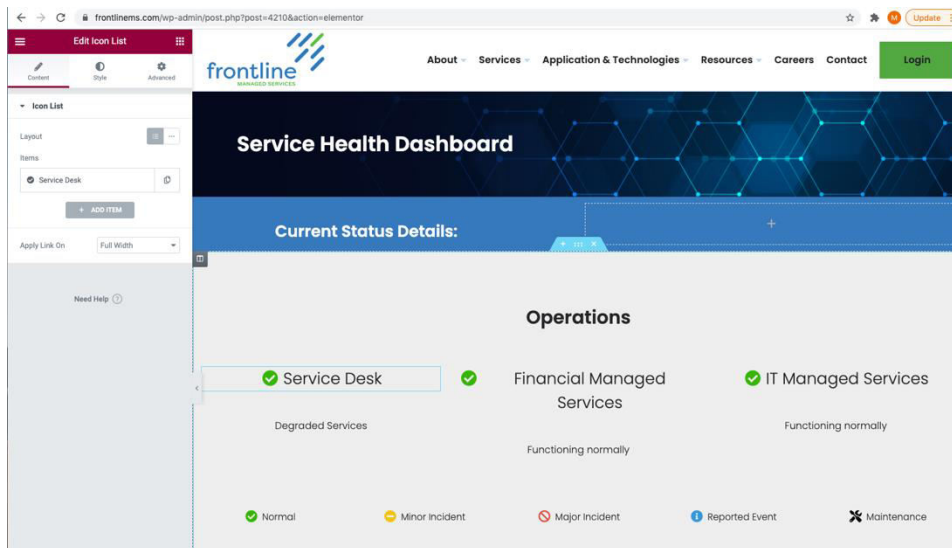 frontlinems.com/wp-admin/post.php?post=4210&action=elementor
M
Update
Edit Icon List
Content
Style
Advanced
Icon List
Layout
Items
Service Desk
+ ADD ITEM
Apply Link On
Full Width
Need Help ?
frontline
MANAGED SERVICES
About
Services
Application & Technologies
Resources
Careers
Contact
Login
Service Health Dashboard
Current Status Details:
Operations
Service Desk
Degraded Services
Financial Managed
Services
Functioning normally
IT Managed Services
Functioning normally
Normal
Minor Incident
Major Incident
Reported Event
Maintenance